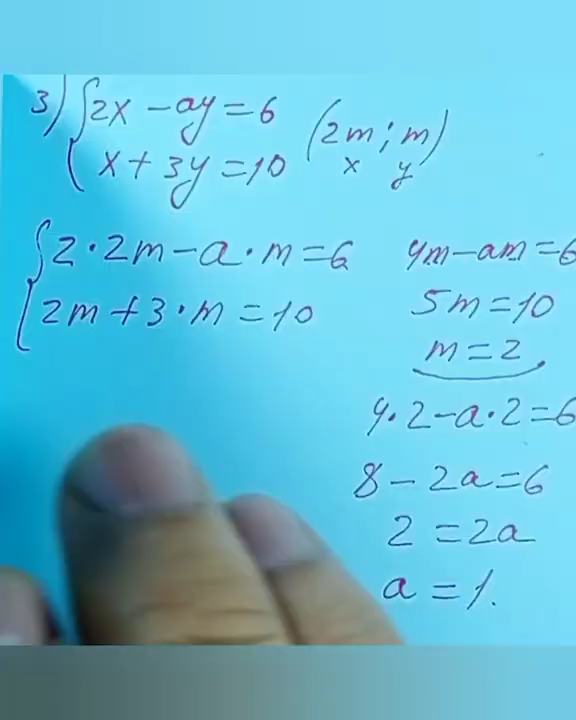 3) { 2x - ay = 6
x + 3y = 10
(2m ; m)
x y
{ 2 · 2m - a · m = 6
2m + 3 · m = 10
4m - am = 6
5m = 10
m = 2
4 · 2 - a · 2 = 6
8 - 2a = 6
2 = 2a
a = 1.